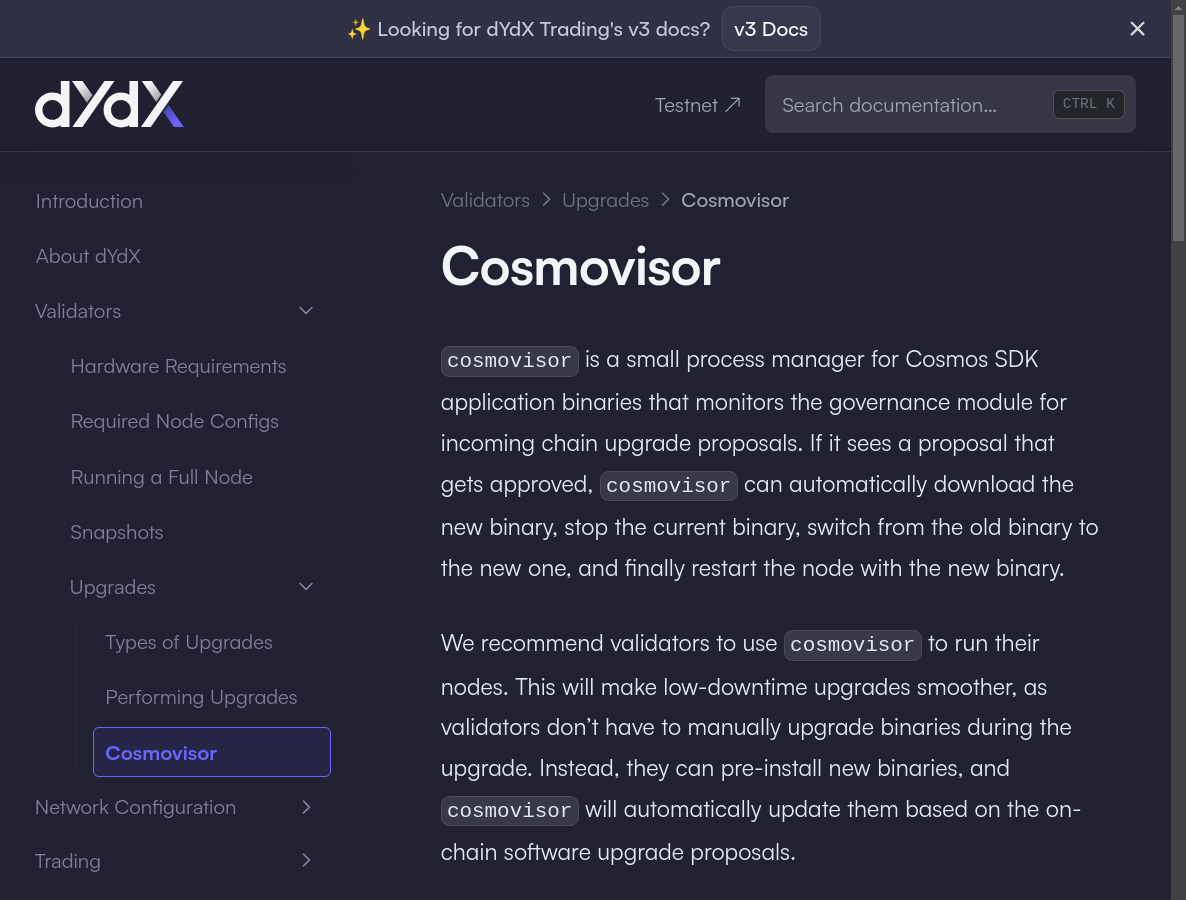 ✨ Looking for dYdX Trading's v3 docs? v3 Docs
dYdX
Testnet ↗ Search documentation... CTRL K
Introduction
About dYdX
Validators
Hardware Requirements
Required Node Configs
Running a Full Node
Snapshots
Upgrades
Types of Upgrades
Performing Upgrades
Cosmovisor
Network Configuration
Trading
Validators > Upgrades > Cosmovisor
Cosmovisor
cosmovisor is a small process manager for Cosmos SDK
application binaries that monitors the governance module for
incoming chain upgrade proposals. If it sees a proposal that
gets approved, cosmovisor can automatically download the
new binary, stop the current binary, switch from the old binary to
the new one, and finally restart the node with the new binary.
We recommend validators to use cosmovisor to run their
nodes. This will make low-downtime upgrades smoother, as
validators don’t have to manually upgrade binaries during the
upgrade. Instead, they can pre-install new binaries, and
cosmovisor will automatically update them based on the on-
chain software upgrade proposals.